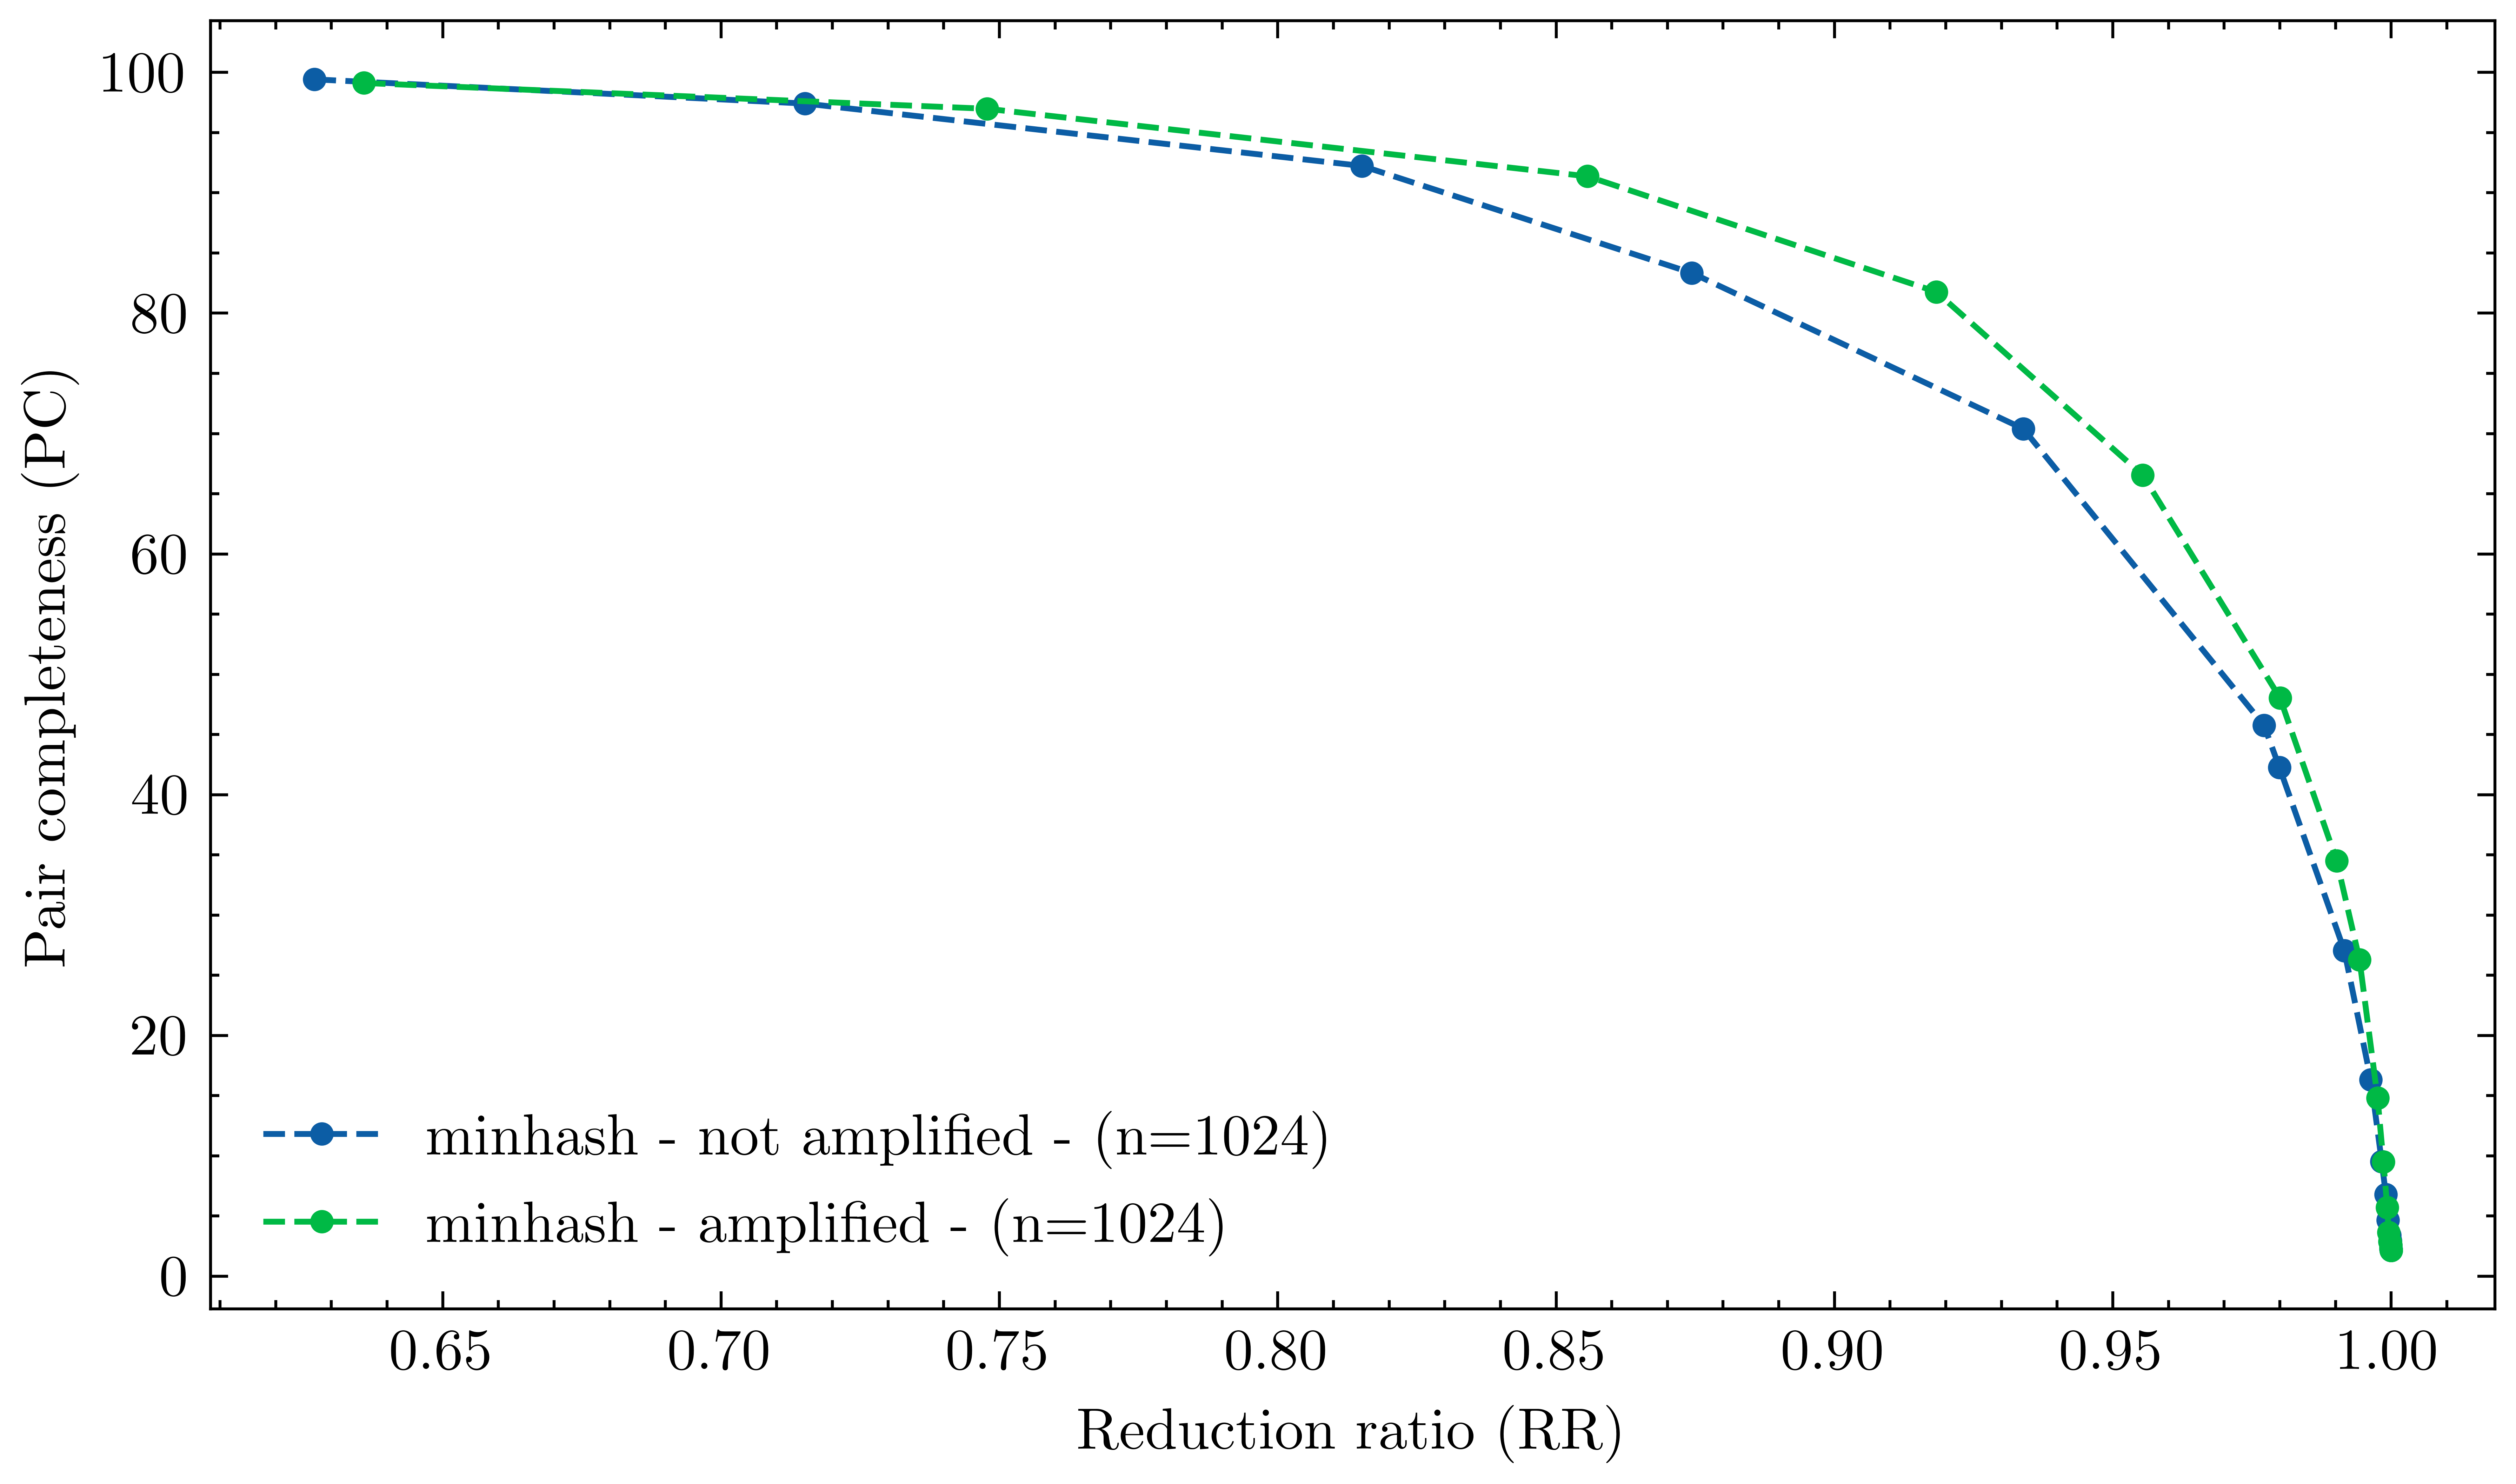 100
80
60
40
20
0
Pair completeness (PC)
minhash - not amplified - (n=1024)
minhash - amplified - (n=1024)
0.65 0.70 0.75 0.80 0.85 0.90 0.95 1.00
Reduction ratio (RR)